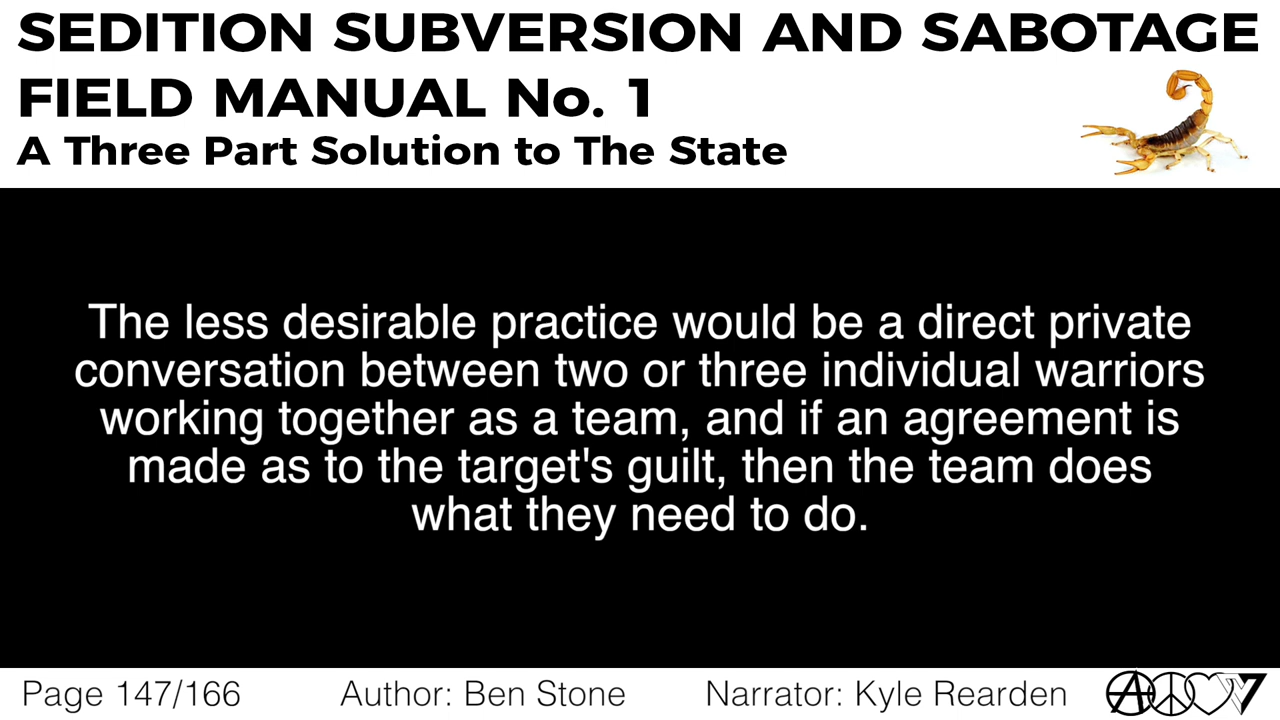 SEDITION SUBVERSION AND SABOTAGE
FIELD MANUAL No. 1
A Three Part Solution to The State
The less desirable practice would be a direct private
conversation between two or three individual warriors
working together as a team, and if an agreement is
made as to the target's guilt, then the team does
what they need to do.
Page 147/166
Author: Ben Stone
Narrator: Kyle Rearden